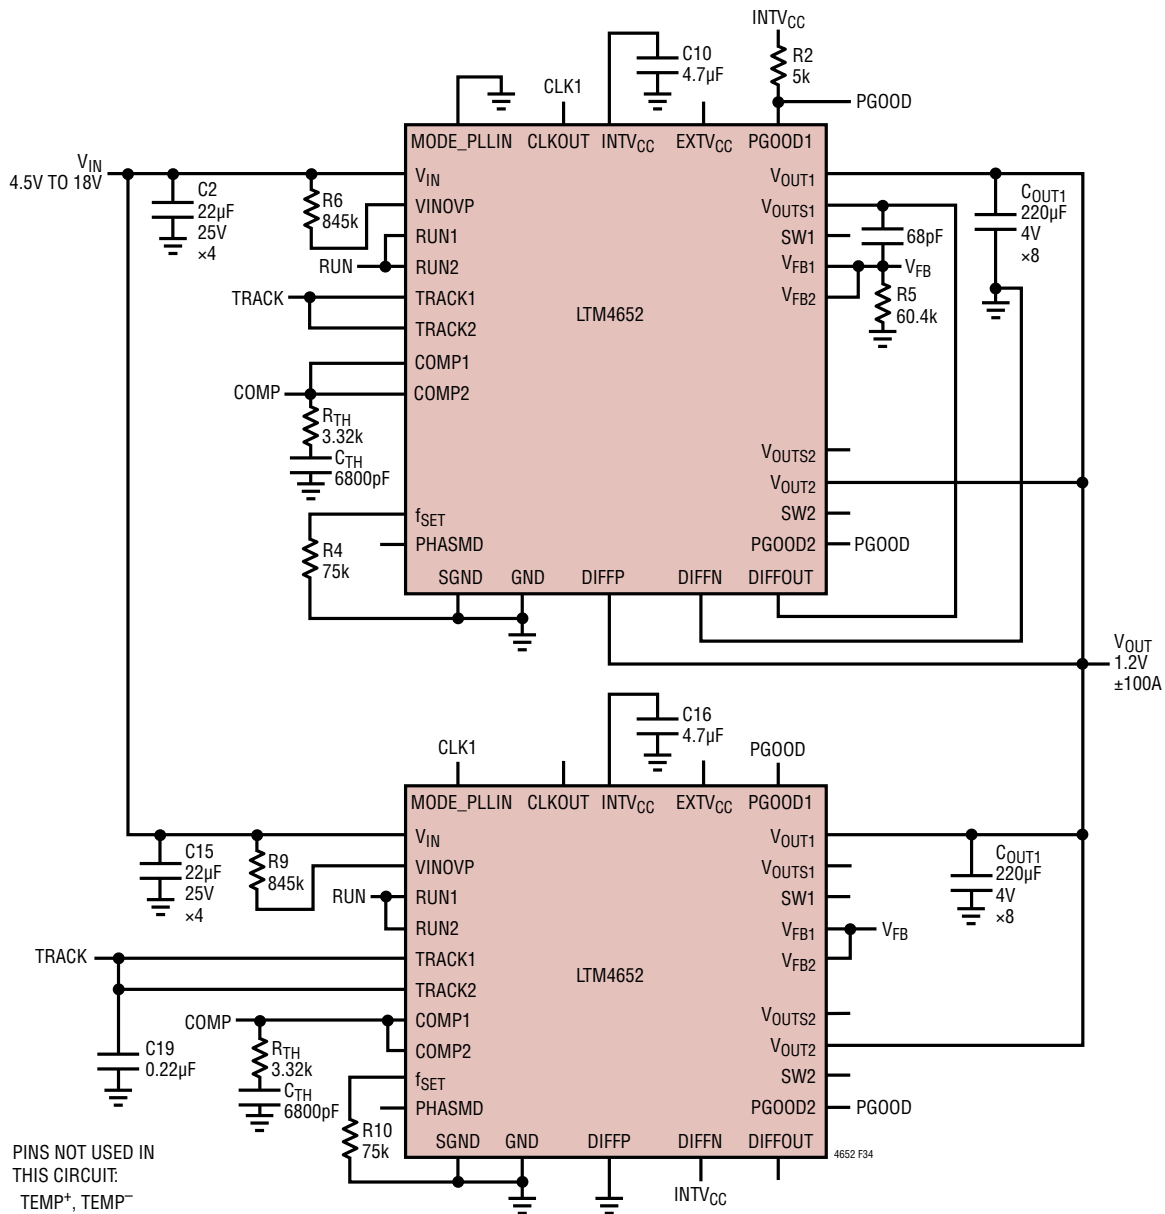 INTVCC
C10
4.7µF
R2
5k
CLK1
PGOOD
MODE_PLLIN CLKOUT INTVCC EXTVCC PGOOD1
VIN
4.5V TO 18V
C2
22µF
25V
×4
R6
845k
VIN
VINOVP
RUN1
RUN
RUN2
TRACK
TRACK1
TRACK2
COMP1
COMP
COMP2
RTH
3.32k
CTH
6800pF
fSET
PHASMD
R4
75k
SGND GND DIFFP DIFFN DIFFOUT
LTM4652
VOUT1
VOUTS1
SW1
VFB1
VFB2
68pF
VFB
R5
60.4k
COUT1
220µF
4V
×8
VOUTS2
VOUT2
SW2
PGOOD2
PGOOD
VOUT
1.2V
±100A
C16
4.7µF
CLK1
PGOOD
MODE_PLLIN CLKOUT INTVCC EXTVCC PGOOD1
C15
22µF
25V
×4
R9
845k
VIN
VINOVP
RUN
RUN1
RUN2
TRACK
TRACK1
TRACK2
COMP
COMP1
COMP2
C19
0.22µF
RTH
3.32k
CTH
6800pF
fSET
PHASMD
R10
75k
SGND GND DIFFP DIFFN DIFFOUT
LTM4652
VOUT1
VOUTS1
SW1
VFB1
VFB
VFB2
COUT1
220µF
4V
×8
VOUTS2
VOUT2
SW2
PGOOD2
PGOOD
4652 F34
INTVCC
PINS NOT USED IN
THIS CIRCUIT:
TEMP+, TEMP–